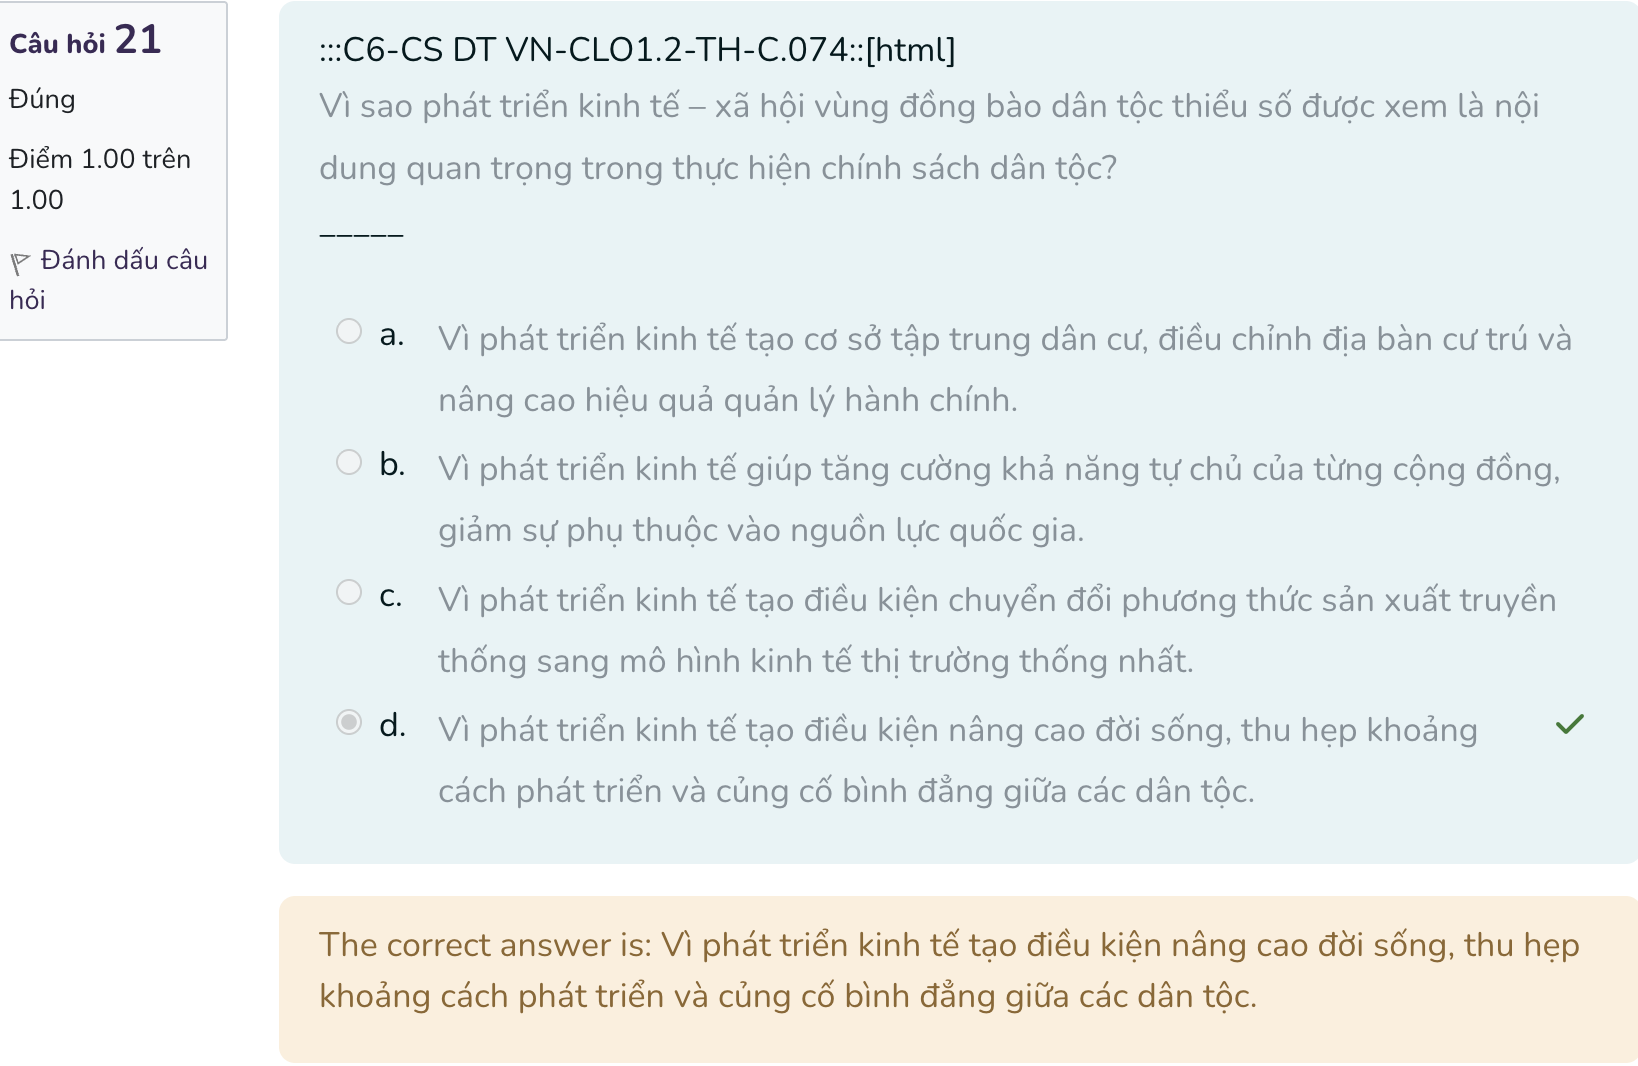 Câu hỏi 21
Đúng
Điểm 1.00 trên
1.00
Đánh dấu câu
hỏi
:::C6-CS DT VN-CLO1.2-TH-C.074::[html]
Vì sao phát triển kinh tế – xã hội vùng đồng bào dân tộc thiểu số được xem là nội
dung quan trọng trong thực hiện chính sách dân tộc?
_____
a. Vì phát triển kinh tế tạo cơ sở tập trung dân cư, điều chỉnh địa bàn cư trú và
nâng cao hiệu quả quản lý hành chính.
b. Vì phát triển kinh tế giúp tăng cường khả năng tự chủ của từng cộng đồng,
giảm sự phụ thuộc vào nguồn lực quốc gia.
c. Vì phát triển kinh tế tạo điều kiện chuyển đổi phương thức sản xuất truyền
thống sang mô hình kinh tế thị trường thống nhất.
d. Vì phát triển kinh tế tạo điều kiện nâng cao đời sống, thu hẹp khoảng
cách phát triển và củng cố bình đẳng giữa các dân tộc.
The correct answer is: Vì phát triển kinh tế tạo điều kiện nâng cao đời sống, thu hẹp
khoảng cách phát triển và củng cố bình đẳng giữa các dân tộc.